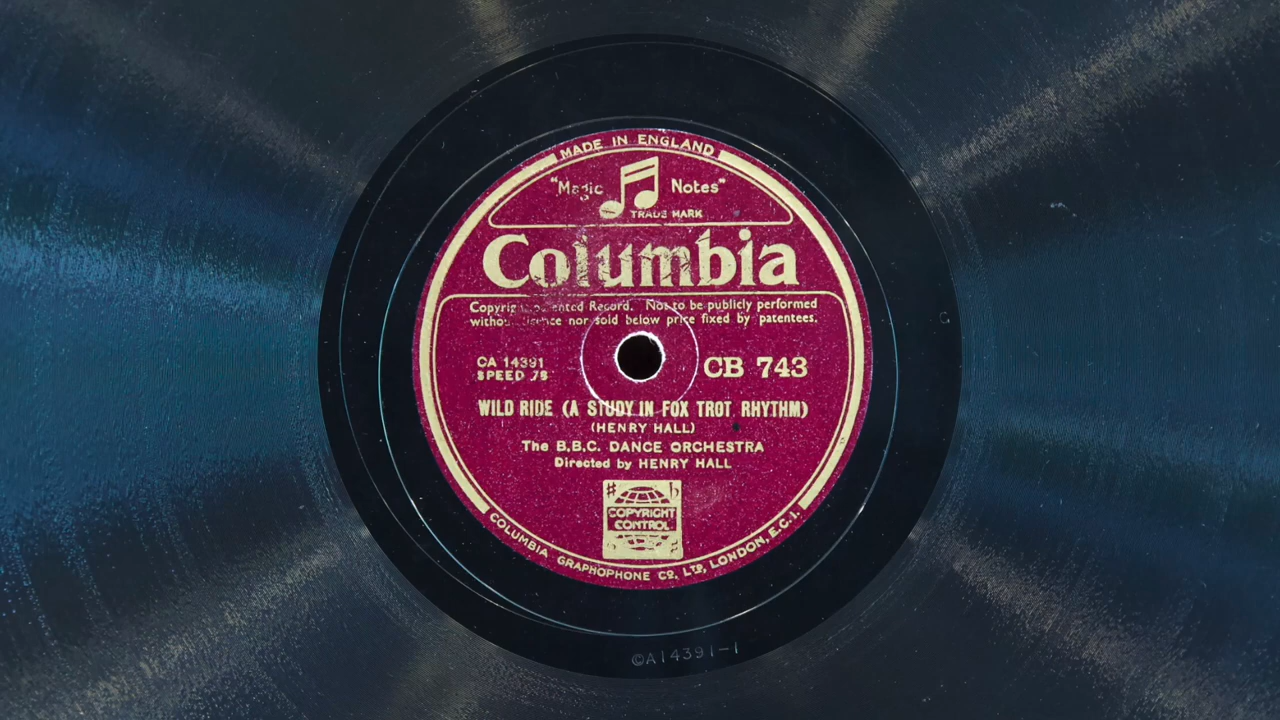 MADE IN ENGLAND
"Magic Notes"
TRADE MARK
Columbia
Copyright Patented Record. Not to be publicly performed
without licence nor sold below price fixed by patentees.
CA 14391
SPEED 78
CB 743
WILD RIDE (A STUDY IN FOX TROT RHYTHM)
(HENRY HALL)
The B.B.C. DANCE ORCHESTRA
Directed by HENRY HALL
♯ ♭
COPYRIGHT
CONTROL
COLUMBIA GRAPHOPHONE CO. LTD, LONDON, E.C.1.
CA14391-1